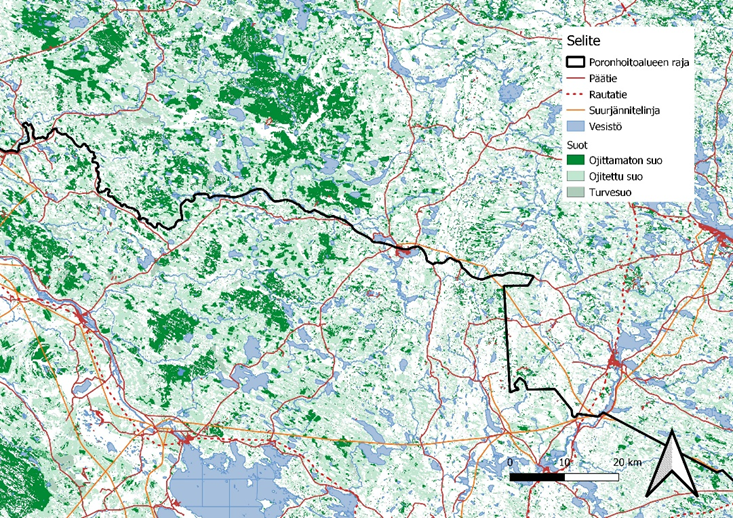 Selite
Poronhoitoalueen raja
Päätie
Rautatie
Suurjännitelinja
Vesistö
Suot
Ojittamaton suo
Ojitettu suo
Turvesuo
0 10 20 km